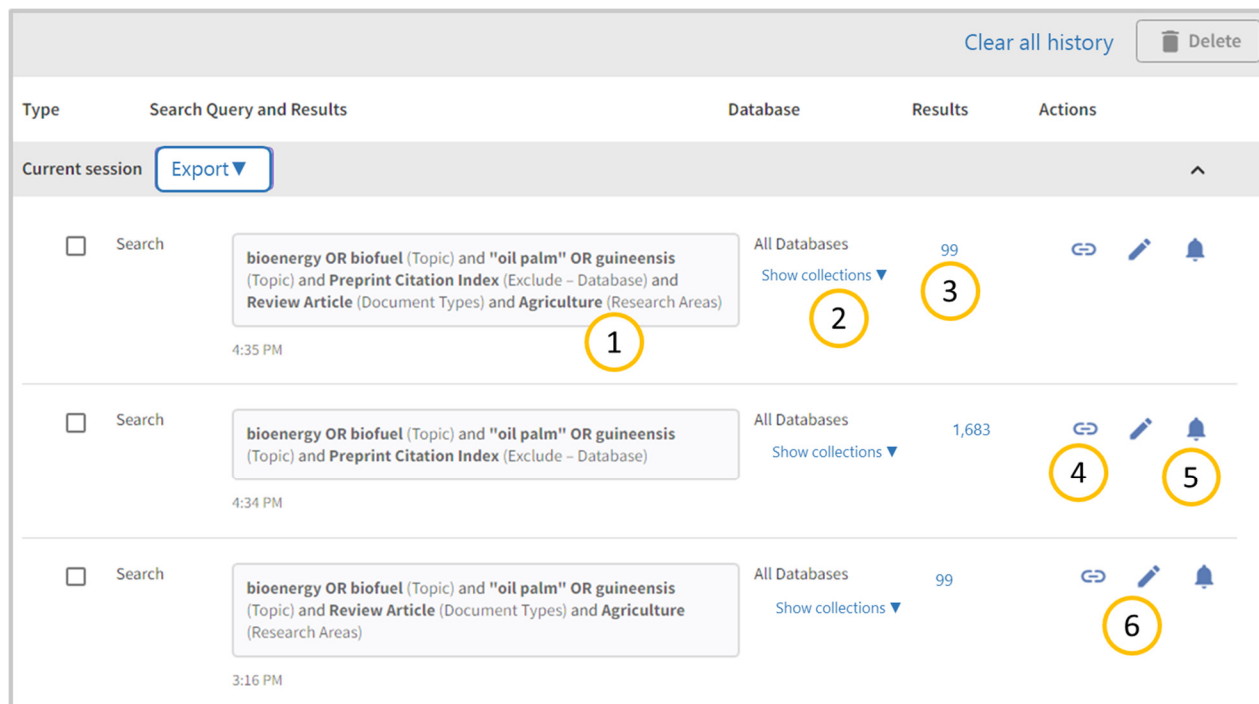 Clear all history Delete
Type Search Query and Results Database Results Actions
Current session Export▼
Search
bioenergy OR biofuel (Topic) and "oil palm" OR guineensis
(Topic) and Preprint Citation Index (Exclude – Database) and
Review Article (Document Types) and Agriculture (Research Areas)
4:35 PM
All Databases
Show collections ▼
99
1
2
3
Search
bioenergy OR biofuel (Topic) and "oil palm" OR guineensis
(Topic) and Preprint Citation Index (Exclude – Database)
4:34 PM
All Databases
Show collections ▼
1,683
4
5
Search
bioenergy OR biofuel (Topic) and "oil palm" OR guineensis
(Topic) and Review Article (Document Types) and Agriculture
(Research Areas)
3:16 PM
All Databases
Show collections ▼
99
6